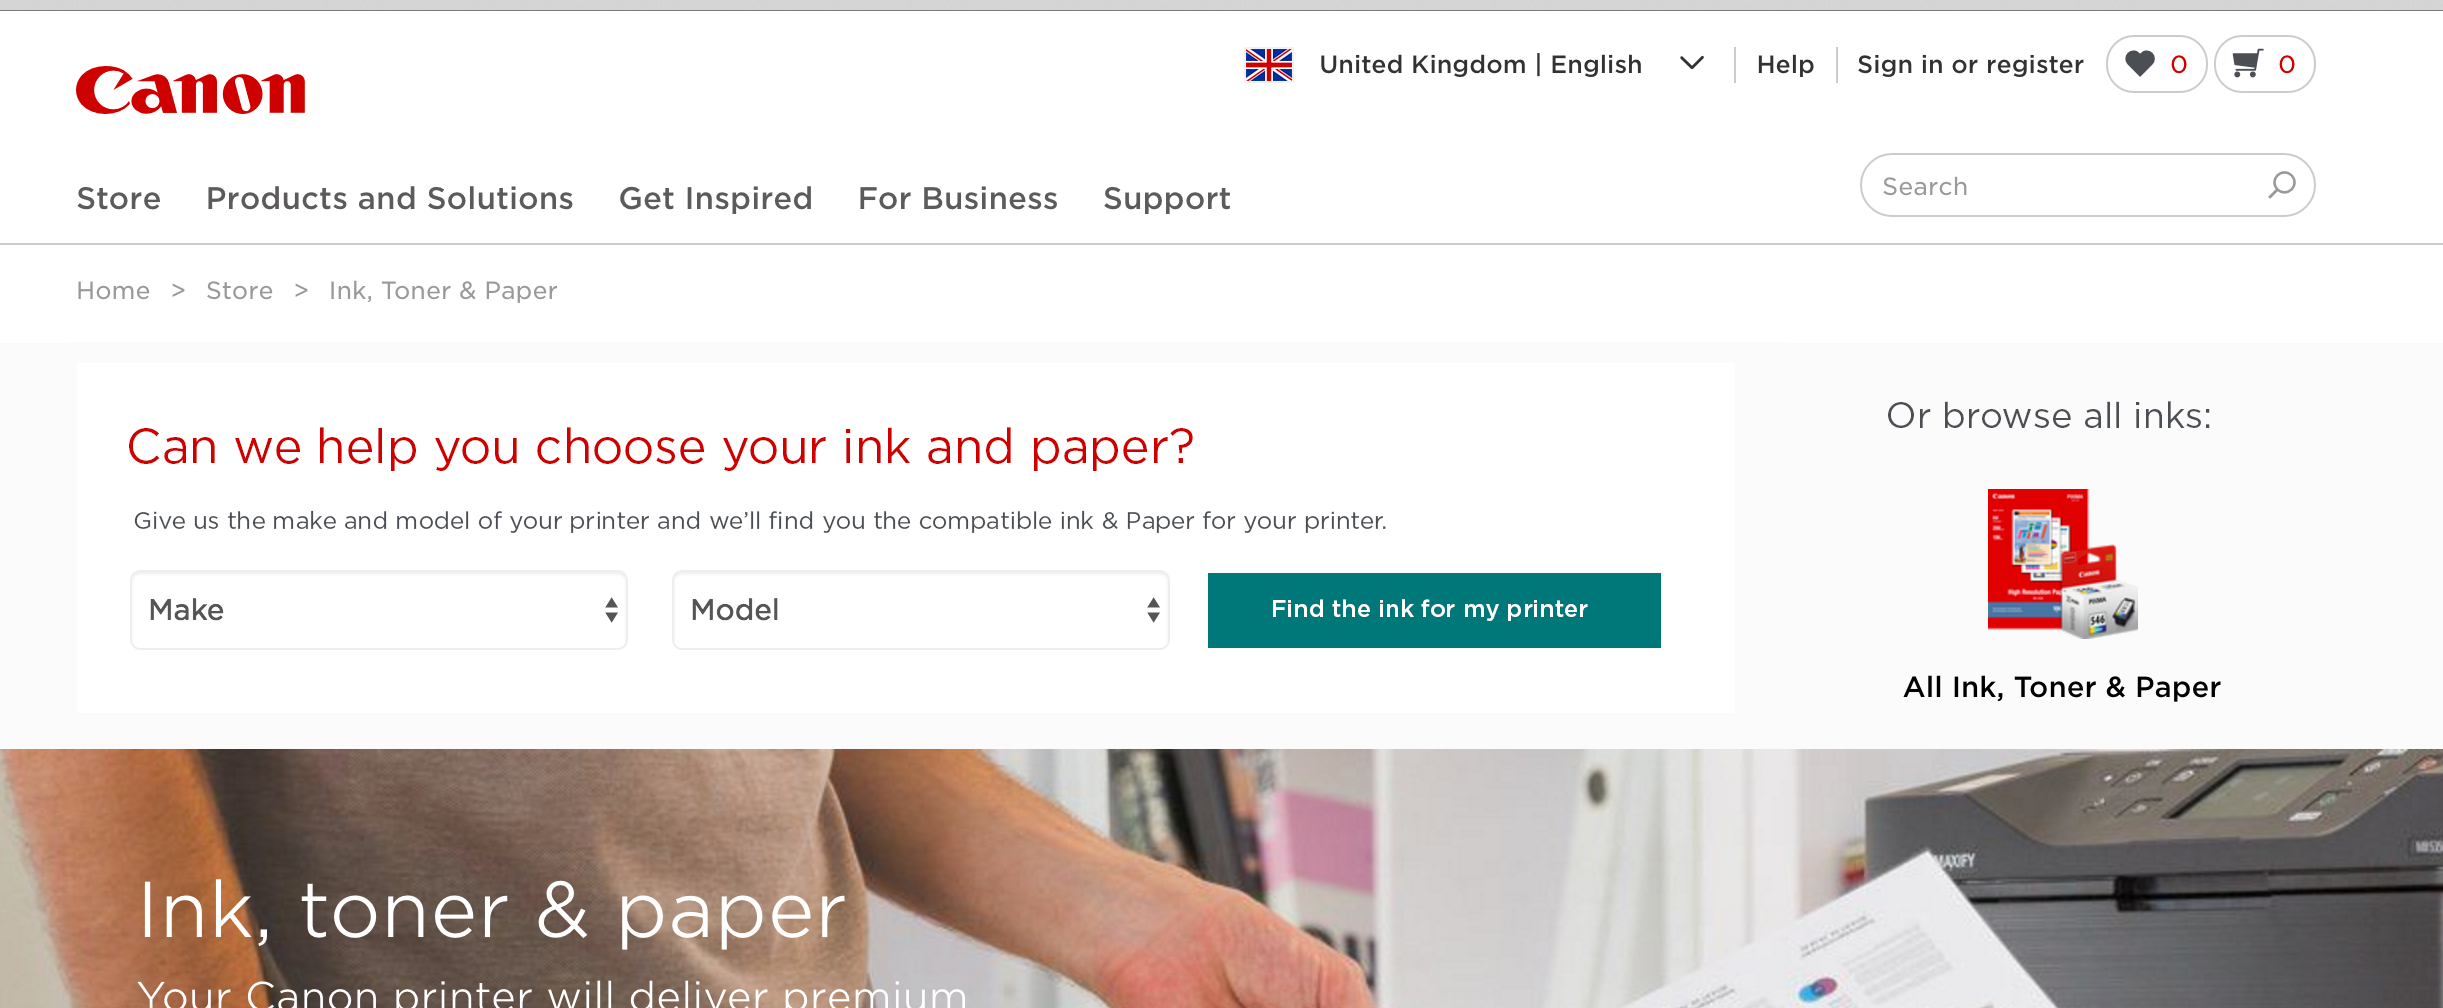 Canon
United Kingdom | English
Help
Sign in or register
0
0
Store Products and Solutions Get Inspired For Business Support
Search
Home > Store > Ink, Toner & Paper
Can we help you choose your ink and paper?
Give us the make and model of your printer and we'll find you the compatible ink & Paper for your printer.
Make
Model
Find the ink for my printer
Or browse all inks:
Canon
Canon
546
All Ink, Toner & Paper
MAXIFY
Ink, toner & paper
Your Canon printer will deliver premium